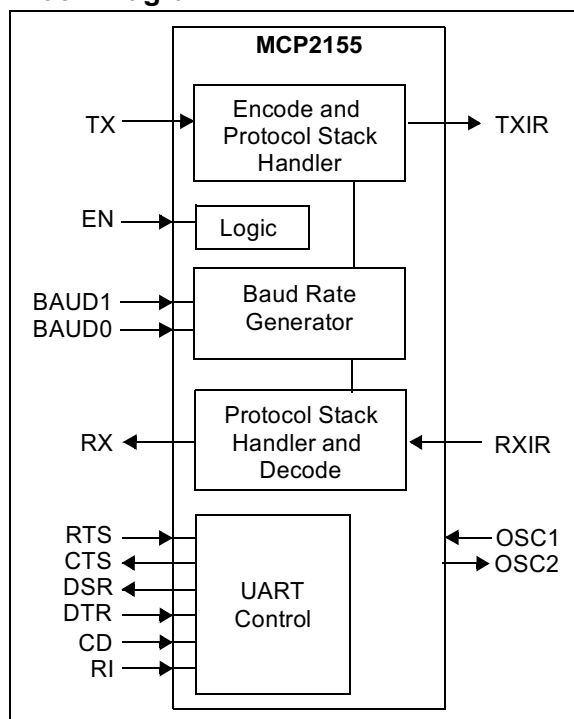 MCP2155
TX
Encode and
Protocol Stack
Handler
TXIR
EN
Logic
BAUD1
BAUD0
Baud Rate
Generator
RX
Protocol Stack
Handler and
Decode
RXIR
RTS
CTS
DSR
DTR
CD
RI
UART
Control
OSC1
OSC2